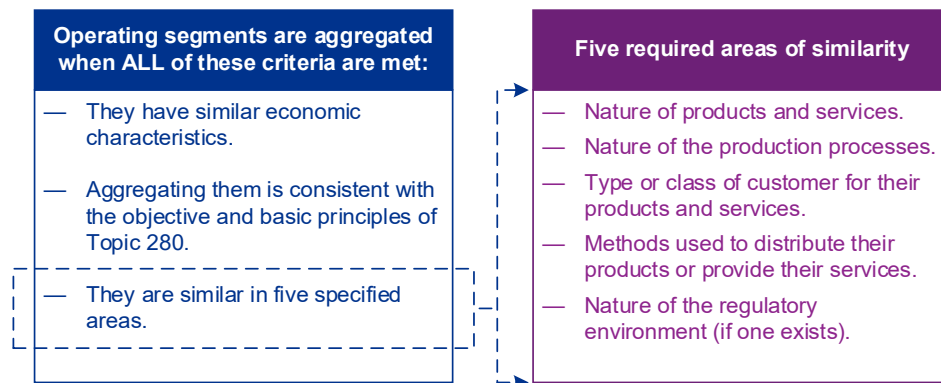 Operating segments are aggregated
when ALL of these criteria are met:
— They have similar economic
characteristics.
— Aggregating them is consistent with
the objective and basic principles of
Topic 280.
— They are similar in five specified
areas.
Five required areas of similarity
— Nature of products and services.
— Nature of the production processes.
— Type or class of customer for their
products and services.
— Methods used to distribute their
products or provide their services.
— Nature of the regulatory
environment (if one exists).